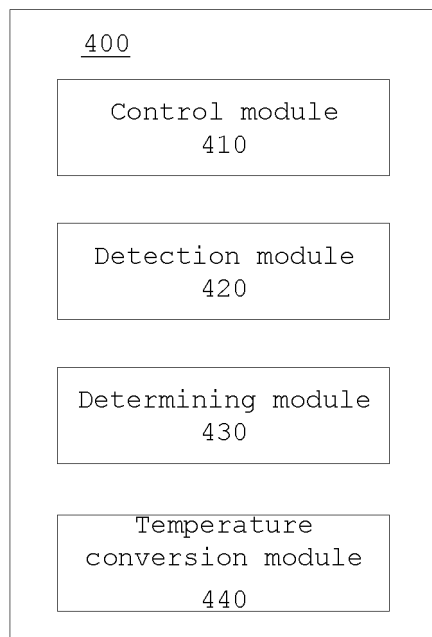 400
Control module
410
Detection module
420
Determining module
430
Temperature
conversion module
440